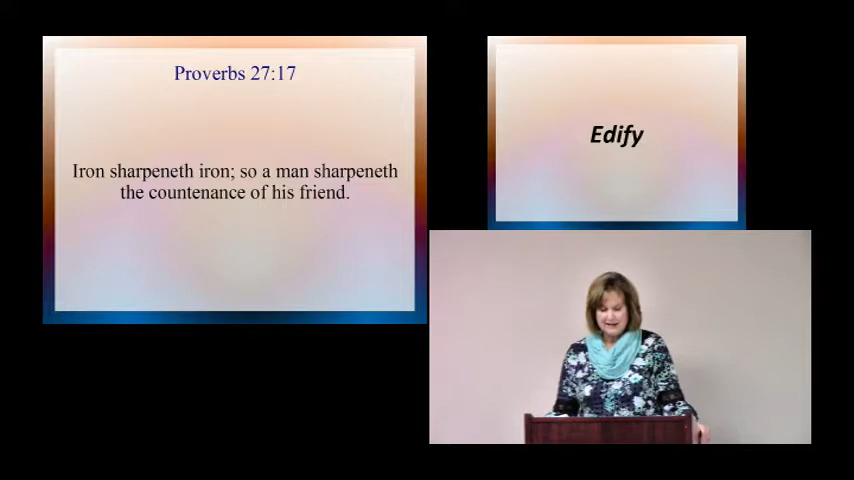 Proverbs 27:17
Iron sharpeneth iron; so a man sharpeneth
the countenance of his friend.
Edify